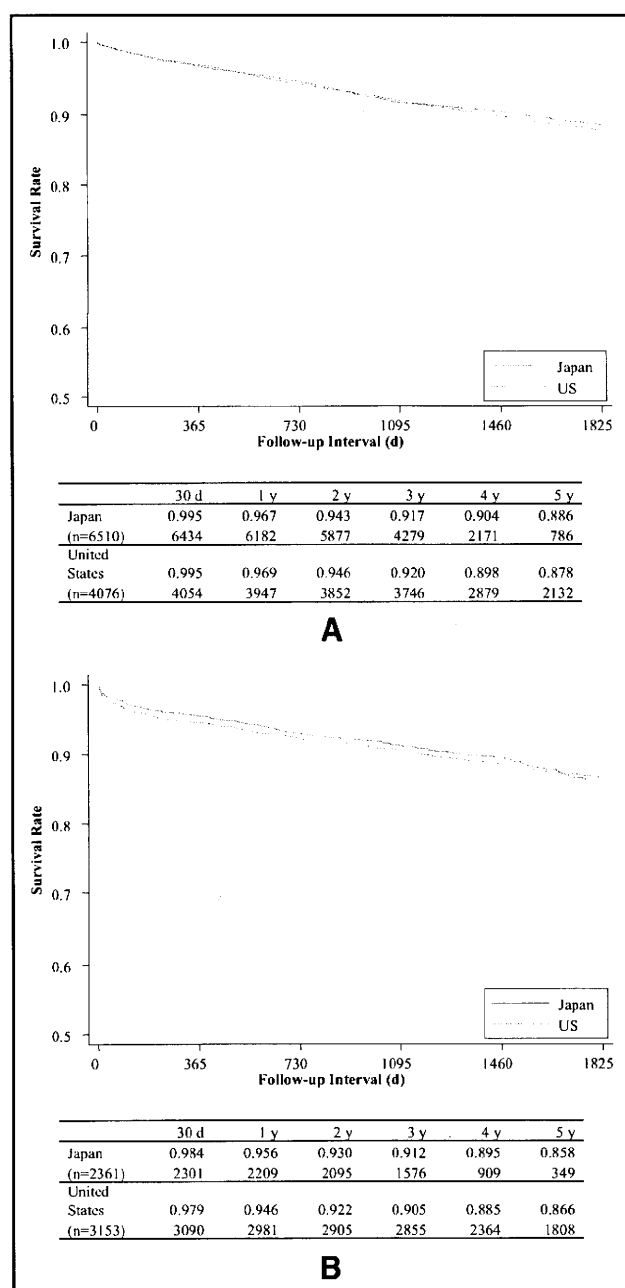 1.0
0.9
0.8
0.7
0.6
0.5
Survival Rate
Japan
US
0 365 730 1095 1460 1825
Follow-up Interval (d)
30 d 1 y 2 y 3 y 4 y 5 y
Japan 0.995 0.967 0.943 0.917 0.904 0.886
(n=6510) 6434 6182 5877 4279 2171 786
United
States 0.995 0.969 0.946 0.920 0.898 0.878
(n=4076) 4054 3947 3852 3746 2879 2132
A
1.0
0.9
0.8
0.7
0.6
0.5
Survival Rate
Japan
US
0 365 730 1095 1460 1825
Follow-up Interval (d)
30 d 1 y 2 y 3 y 4 y 5 y
Japan 0.984 0.956 0.930 0.912 0.895 0.858
(n=2361) 2301 2209 2095 1576 909 349
United
States 0.979 0.946 0.922 0.905 0.885 0.866
(n=3153) 3090 2981 2905 2855 2364 1808
B